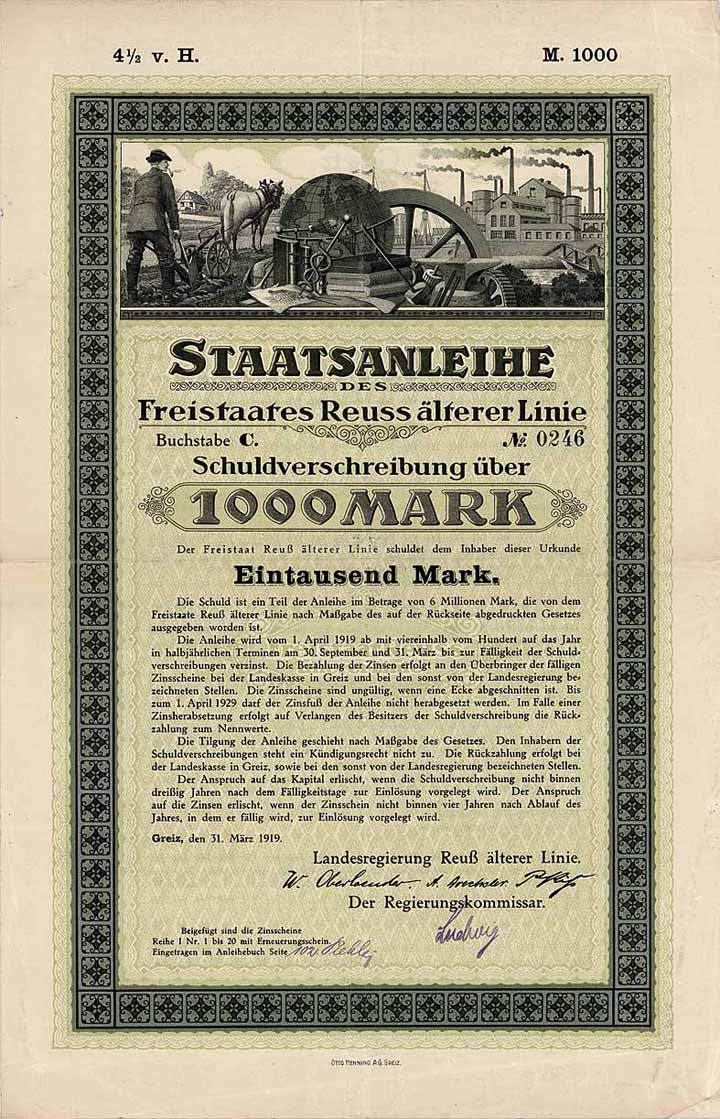 4½ v. H. M. 1000
STAATSANLEIHE
DES
Freistaates Reuss älterer Linie
Buchstabe C. No. 0246
Schuldverschreibung über
1000 MARK
Der Freistaat Reuß älterer Linie schuldet dem Inhaber dieser Urkunde
Eintausend Mark.
Die Schuld ist ein Teil der Anleihe im Betrage von 6 Millionen Mark, die von dem
Freistaate Reuß älterer Linie nach Maßgabe des auf der Rückseite abgedruckten Gesetzes
ausgegeben worden ist.
Die Anleihe wird vom 1. April 1919 ab mit viereinhalb vom Hundert auf das Jahr
in halbjährlichen Terminen am 30. September und 31. März bis zur Fälligkeit der Schuld-
verschreibungen verzinst. Die Bezahlung der Zinsen erfolgt an den Überbringer der fälligen
Zinsscheine bei der Landeskasse in Greiz und bei den sonst von der Landesregierung be-
zeichneten Stellen. Die Zinsscheine sind ungültig, wenn eine Ecke abgeschnitten ist. Bis
zum 1. April 1929 darf der Zinsfuß der Anleihe nicht herabgesetzt werden. Im Falle einer
Zinsherabsetzung erfolgt auf Verlangen des Besitzers der Schuldverschreibung die Rück-
zahlung zum Nennwerte.
Die Tilgung der Anleihe geschieht nach Maßgabe des Gesetzes. Den Inhabern der
Schuldverschreibungen steht ein Kündigungsrecht nicht zu. Die Rückzahlung erfolgt bei
der Landeskasse in Greiz, sowie bei den sonst von der Landesregierung bezeichneten Stellen.
Der Anspruch auf das Kapital erlischt, wenn die Schuldverschreibung nicht binnen
dreißig Jahren nach dem Fälligkeitstage zur Einlösung vorgelegt wird. Der Anspruch
auf die Zinsen erlischt, wenn der Zinsschein nicht binnen vier Jahren nach Ablauf des
Jahres, in dem er fällig wird, zur Einlösung vorgelegt wird.
Greiz, den 31. März 1919.
Landesregierung Reuß älterer Linie.
W. Oberländer.
Der Regierungskommissar.
Ludwig
Beigefügt sind die Zinsscheine
Reihe I Nr. 1 bis 20 mit Erneuerungsschein.
Eingetragen im Anleihebuch Seite 102
OTTO HENNING A.G. GREIZ.